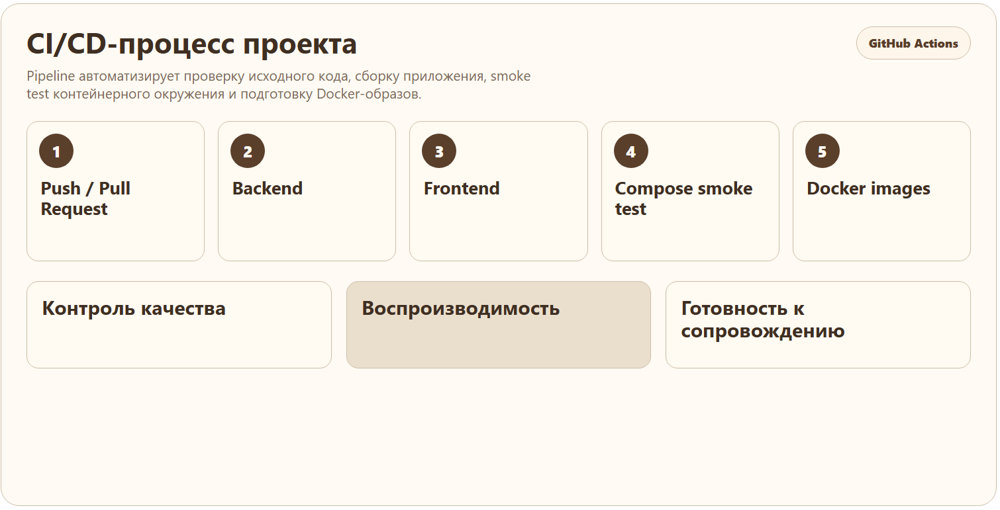 CI/CD-процесс проекта
GitHub Actions
Pipeline автоматизирует проверку исходного кода, сборку приложения, smoke
test контейнерного окружения и подготовку Docker-образов.
1
Push / Pull
Request
2
Backend
3
Frontend
4
Compose smoke
test
5
Docker images
Контроль качества
Воспроизводимость
Готовность к
сопровождению